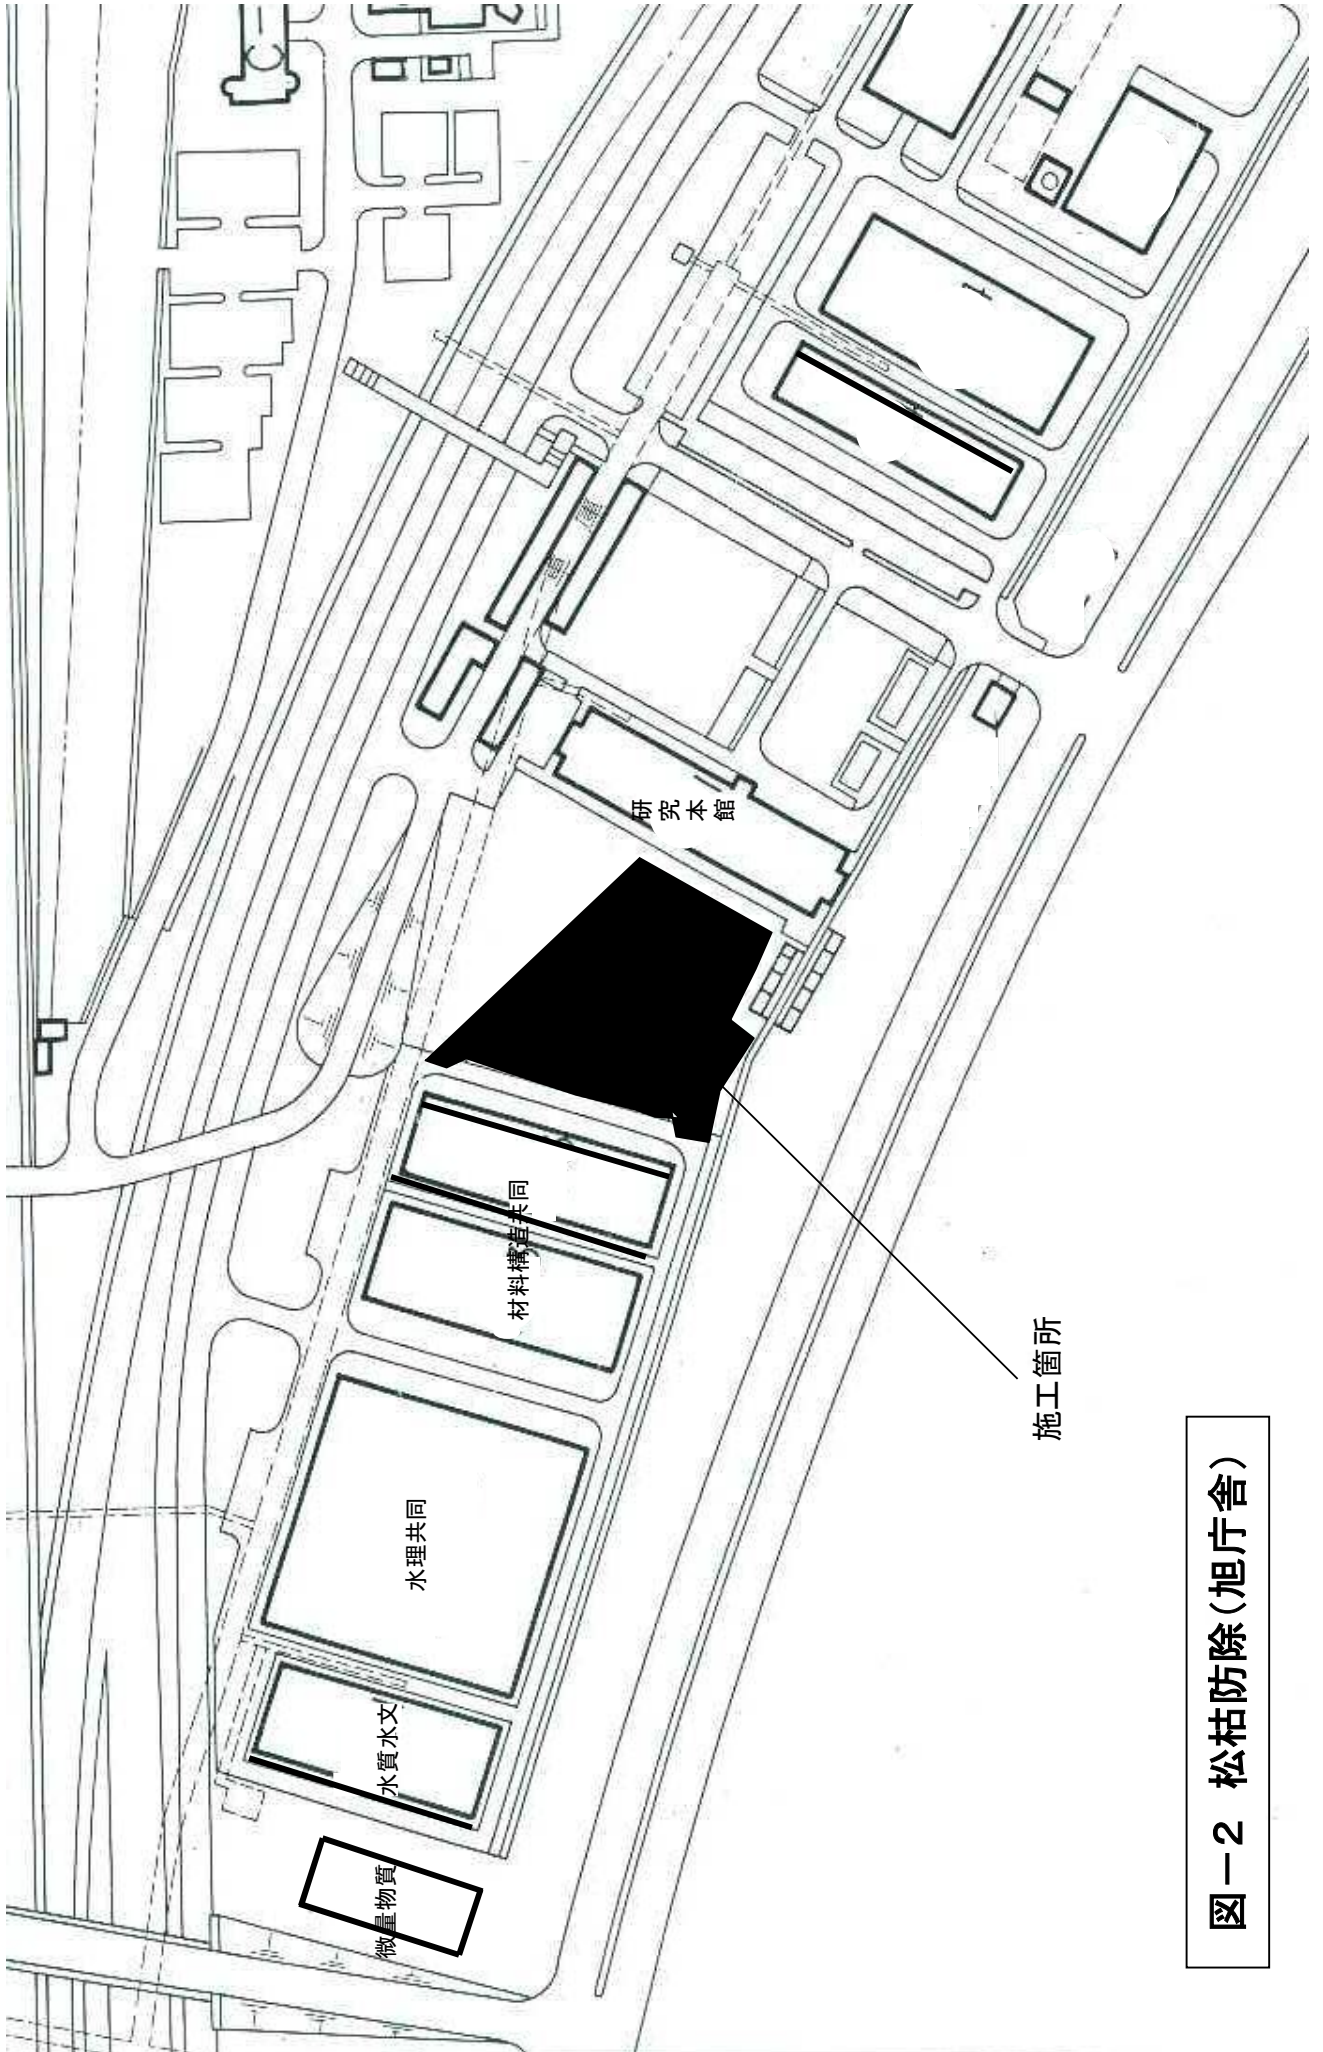 研究本館
材料構造共同
水理共同
水質水文
微量物質
施工箇所
図－2 松枯防除(旭庁舎)